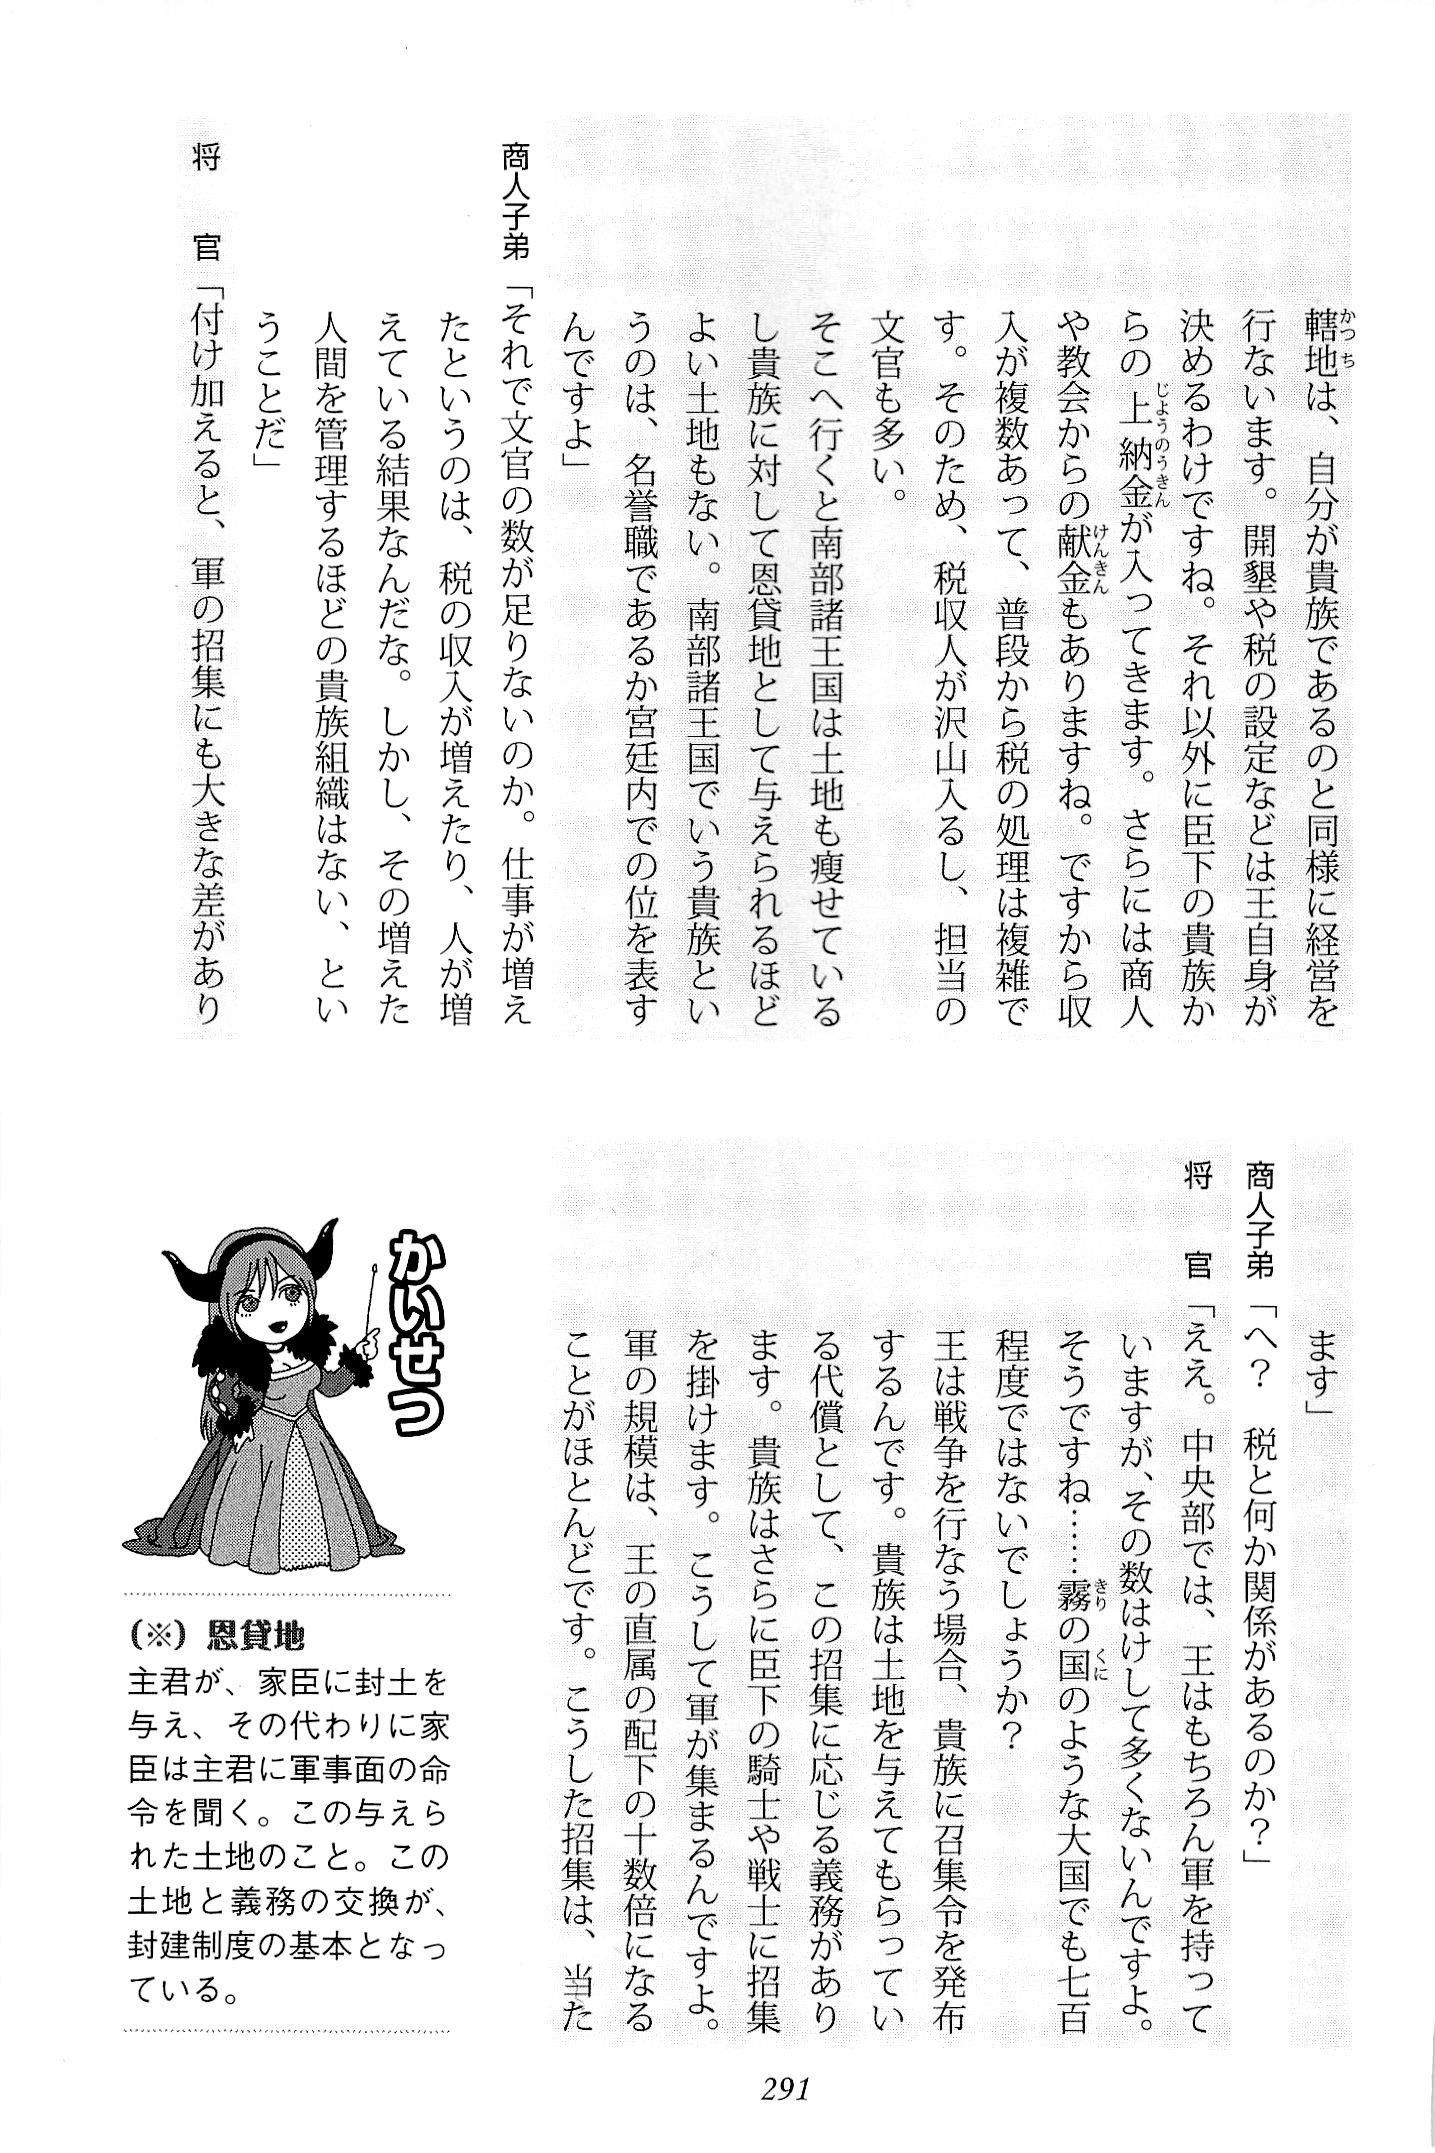 轄地は、自分が貴族であるのと同様に経営を
行ないます。開墾や税の設定などは王自身が
決めるわけですね。それ以外に臣下の貴族か
らの上納金が入ってきます。さらには商人
や教会からの献金もありますね。ですから収
入が複数あって、普段から税の処理は複雑で
す。そのため、税収人が沢山入るし、担当の
文官も多い。
そこへ行くと南部諸王国は土地も痩せている
し貴族に対して恩貸地として与えられるほど
よい土地もない。南部諸王国でいう貴族とい
うのは、名誉職であるか宮廷内での位を表す
んですよ」
商人子弟「それで文官の数が足りないのか。仕事が増え
たというのは、税の収入が増えたり、人が増
えている結果なんだな。しかし、その増えた
人間を管理するほどの貴族組織はない、とい
うことだ」
将　官「付け加えると、軍の招集にも大きな差があり
ます」
商人子弟「へ？　税と何か関係があるのか？」
将　官「ええ。中央部では、王はもちろん軍を持って
いますが、その数はけして多くないんですよ。
そうですね……霧の国のような大国でも七百
程度ではないでしょうか？
王は戦争を行なう場合、貴族に召集令を発布
するんです。貴族は土地を与えてもらってい
る代償として、この招集に応じる義務があり
ます。貴族はさらに臣下の騎士や戦士に招集
を掛けます。こうして軍が集まるんですよ。
軍の規模は、王の直属の配下の十数倍になる
ことがほとんどです。こうした招集は、当た
かいせつ
（※）恩貸地
主君が、家臣に封土を
与え、その代わりに家
臣は主君に軍事面の命
令を聞く。この与えら
れた土地のこと。この
土地と義務の交換が、
封建制度の基本となっ
ている。
291